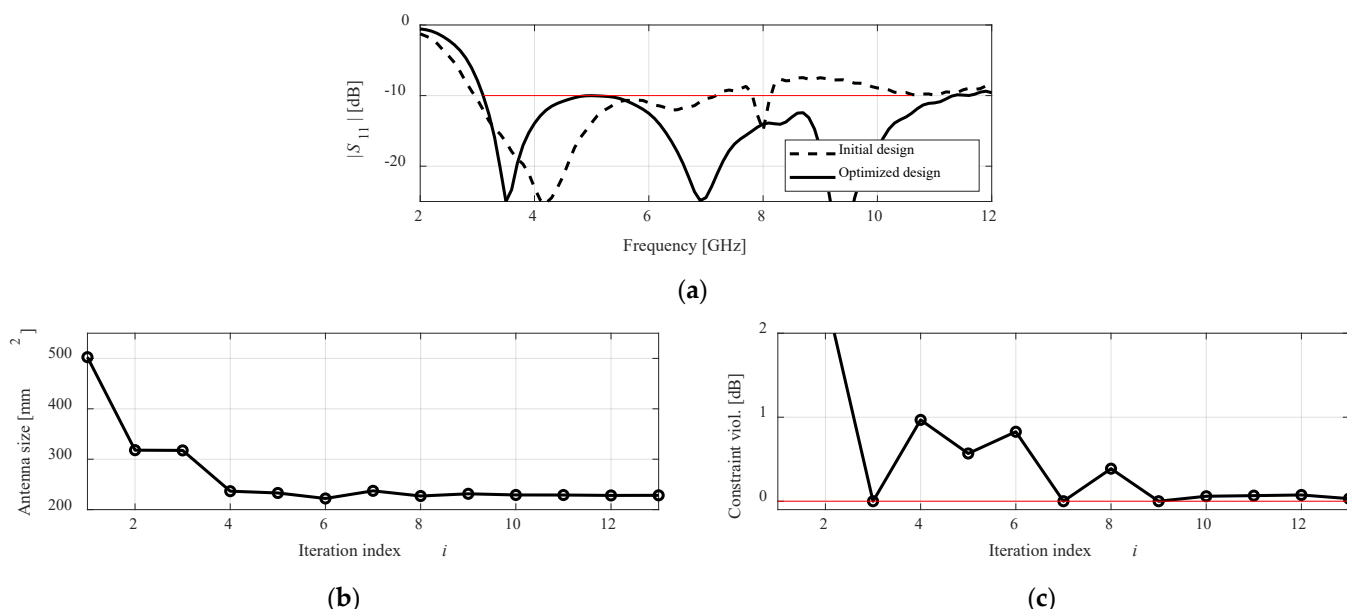 0
-10
-20
|S 11| [dB]
Initial design
Optimized design
2 4 6 8 10 12
Frequency [GHz]
(a)
500
400
300
200
Antenna size [mm 2]
2 4 6 8 10 12
Iteration index i
(b)
2
1
0
Constraint viol. [dB]
2 4 6 8 10 12
Iteration index i
(c)